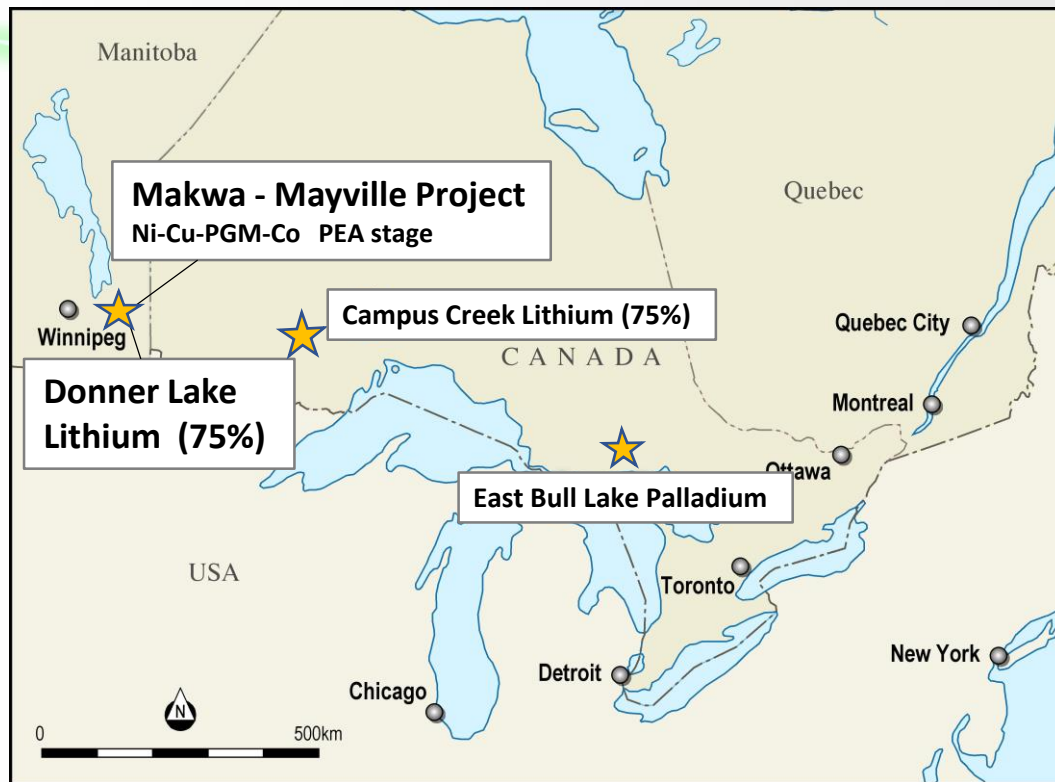 Manitoba
Makwa - Mayville Project
Ni-Cu-PGM-Co PEA stage
Quebec
Winnipeg
Campus Creek Lithium (75%)
Quebec City
CANADA
Donner Lake
Lithium (75%)
Montreal
Ottawa
East Bull Lake Palladium
USA
Toronto
New York
Detroit
Chicago
N
0
500km